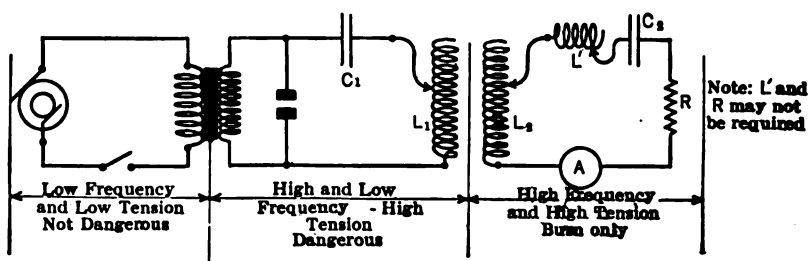 C₁
L₁
L₂
L'
C₂
R
A
Note: L' and
R may not
be required
Low Frequency
and Low Tension
Not Dangerous
High and Low
Frequency - High
Tension
Dangerous
High Frequency
and High Tension
Burn only